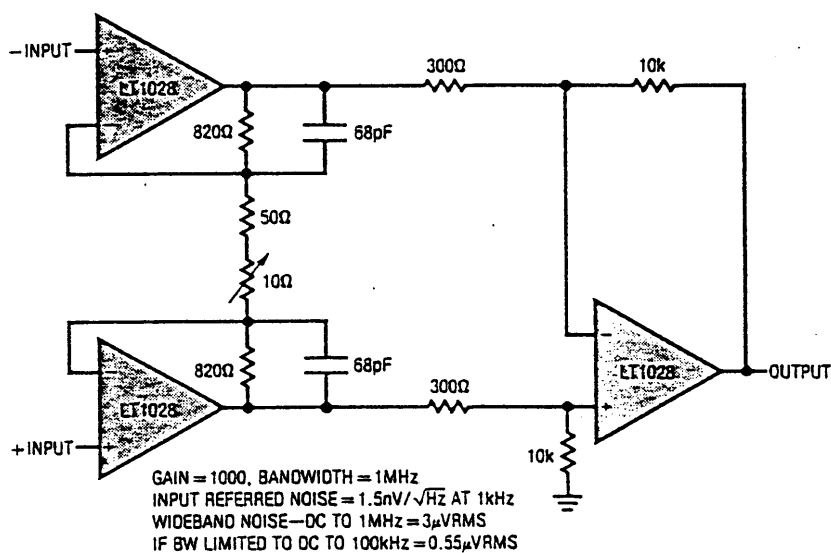 -INPUT
LT1028
820Ω
68pF
300Ω
10k
50Ω
10Ω
820Ω
68pF
LT1028
+INPUT
300Ω
10k
-
+
LT1028
OUTPUT
GAIN = 1000, BANDWIDTH = 1MHz
INPUT REFERRED NOISE = 1.5nV/√Hz AT 1kHz
WIDEBAND NOISE—DC TO 1MHz = 3μVRMS
IF BW LIMITED TO DC TO 100kHz = 0.55μVRMS